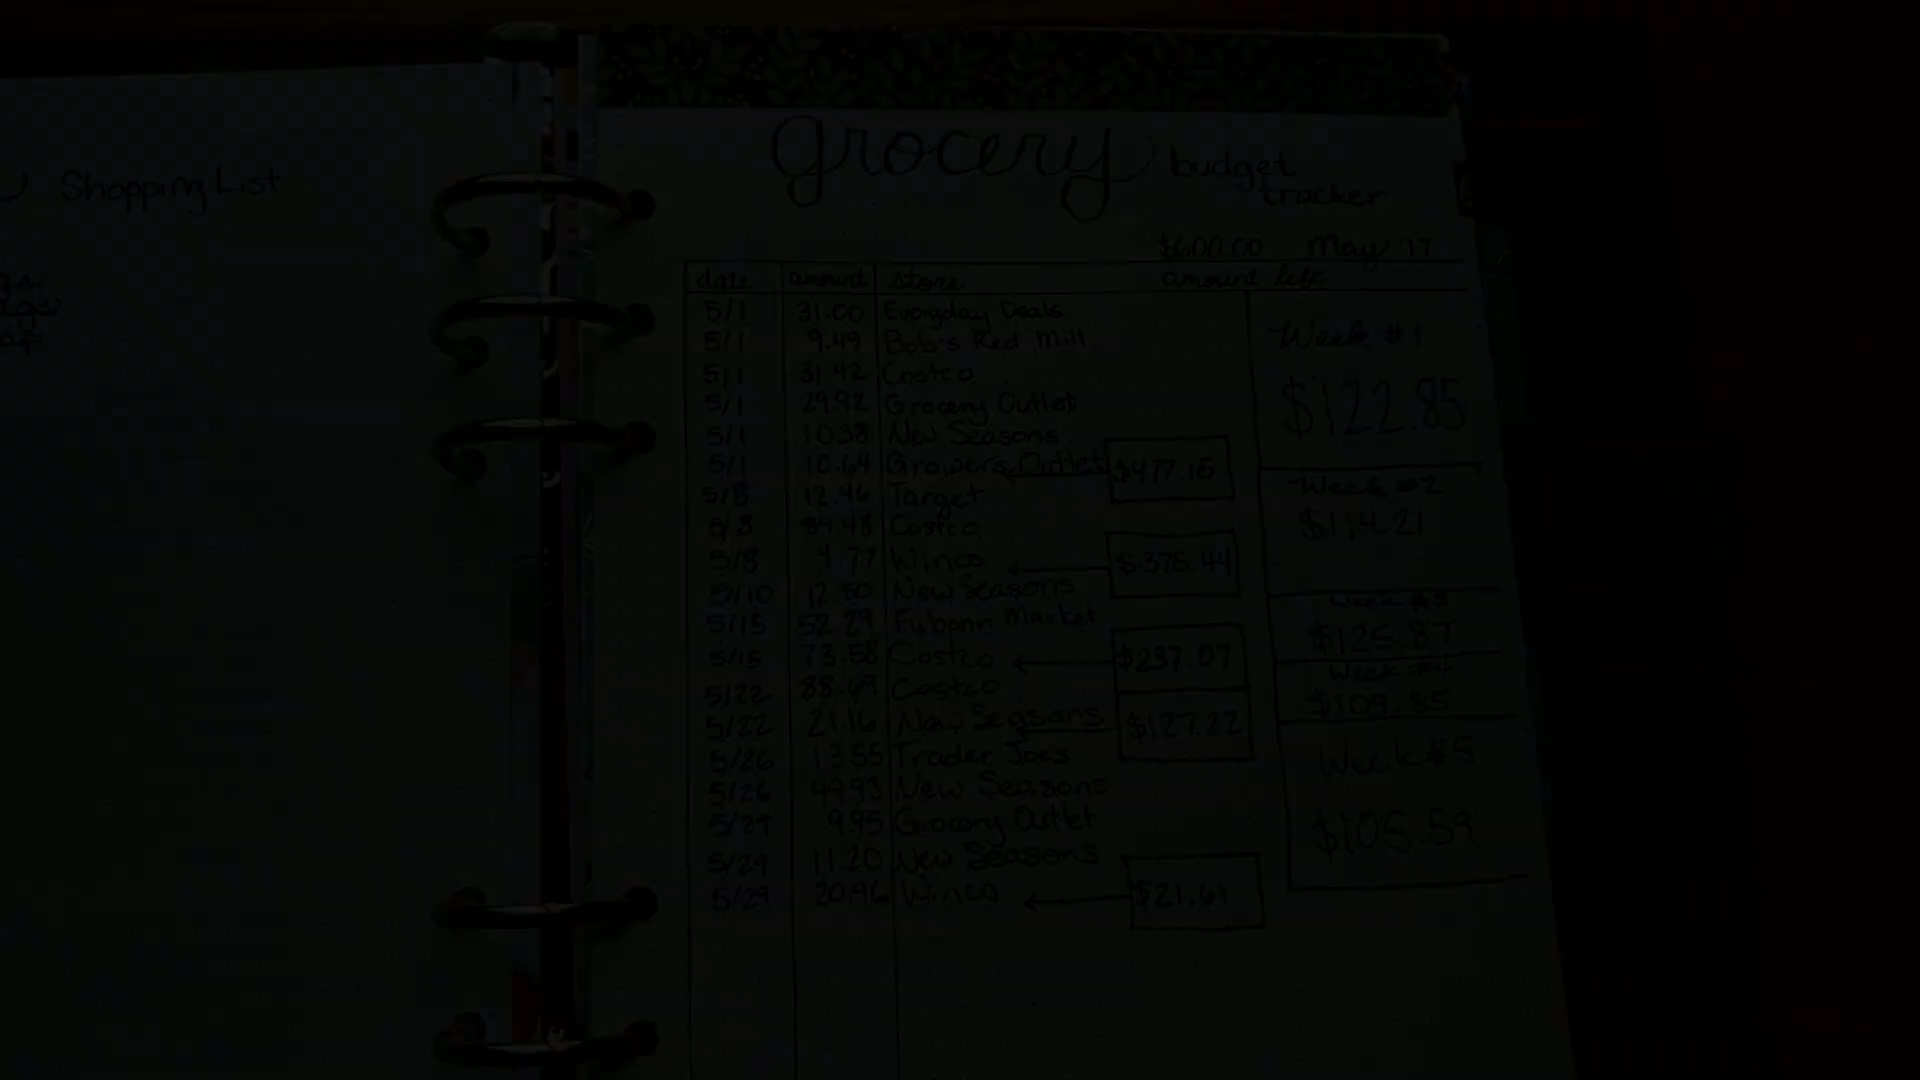 Shopping List
grocery budget
tracker
$600.00 May '17
date amount store amount left
5/1 31.00 Everyday Deals
Week #1
5/1 9.49 Bob's Red Mill
5/1 31.42 Costco
$122.85
5/1 29.92 Grocery Outlet
5/1 10.38 New Seasons
5/1 10.64 Growers Outlet $477.15
Week #2
5/8 12.46 Target
$114.21
5/8 84.48 Costco
5/8 4.77 Winco $375.44
5/10 12.50 New Seasons
Week #3
5/15 52.29 Fubonn Market
$125.87
5/15 73.58 Costco $237.07
Week #4
5/22 88.69 Costco
$109.85
5/22 21.16 New Seasons $127.22
5/26 13.55 Trader Joes
Week #5
5/26 49.93 New Seasons
5/29 9.95 Grocery Outlet
$105.59
5/29 11.20 New Seasons
5/29 20.96 Winco $21.61